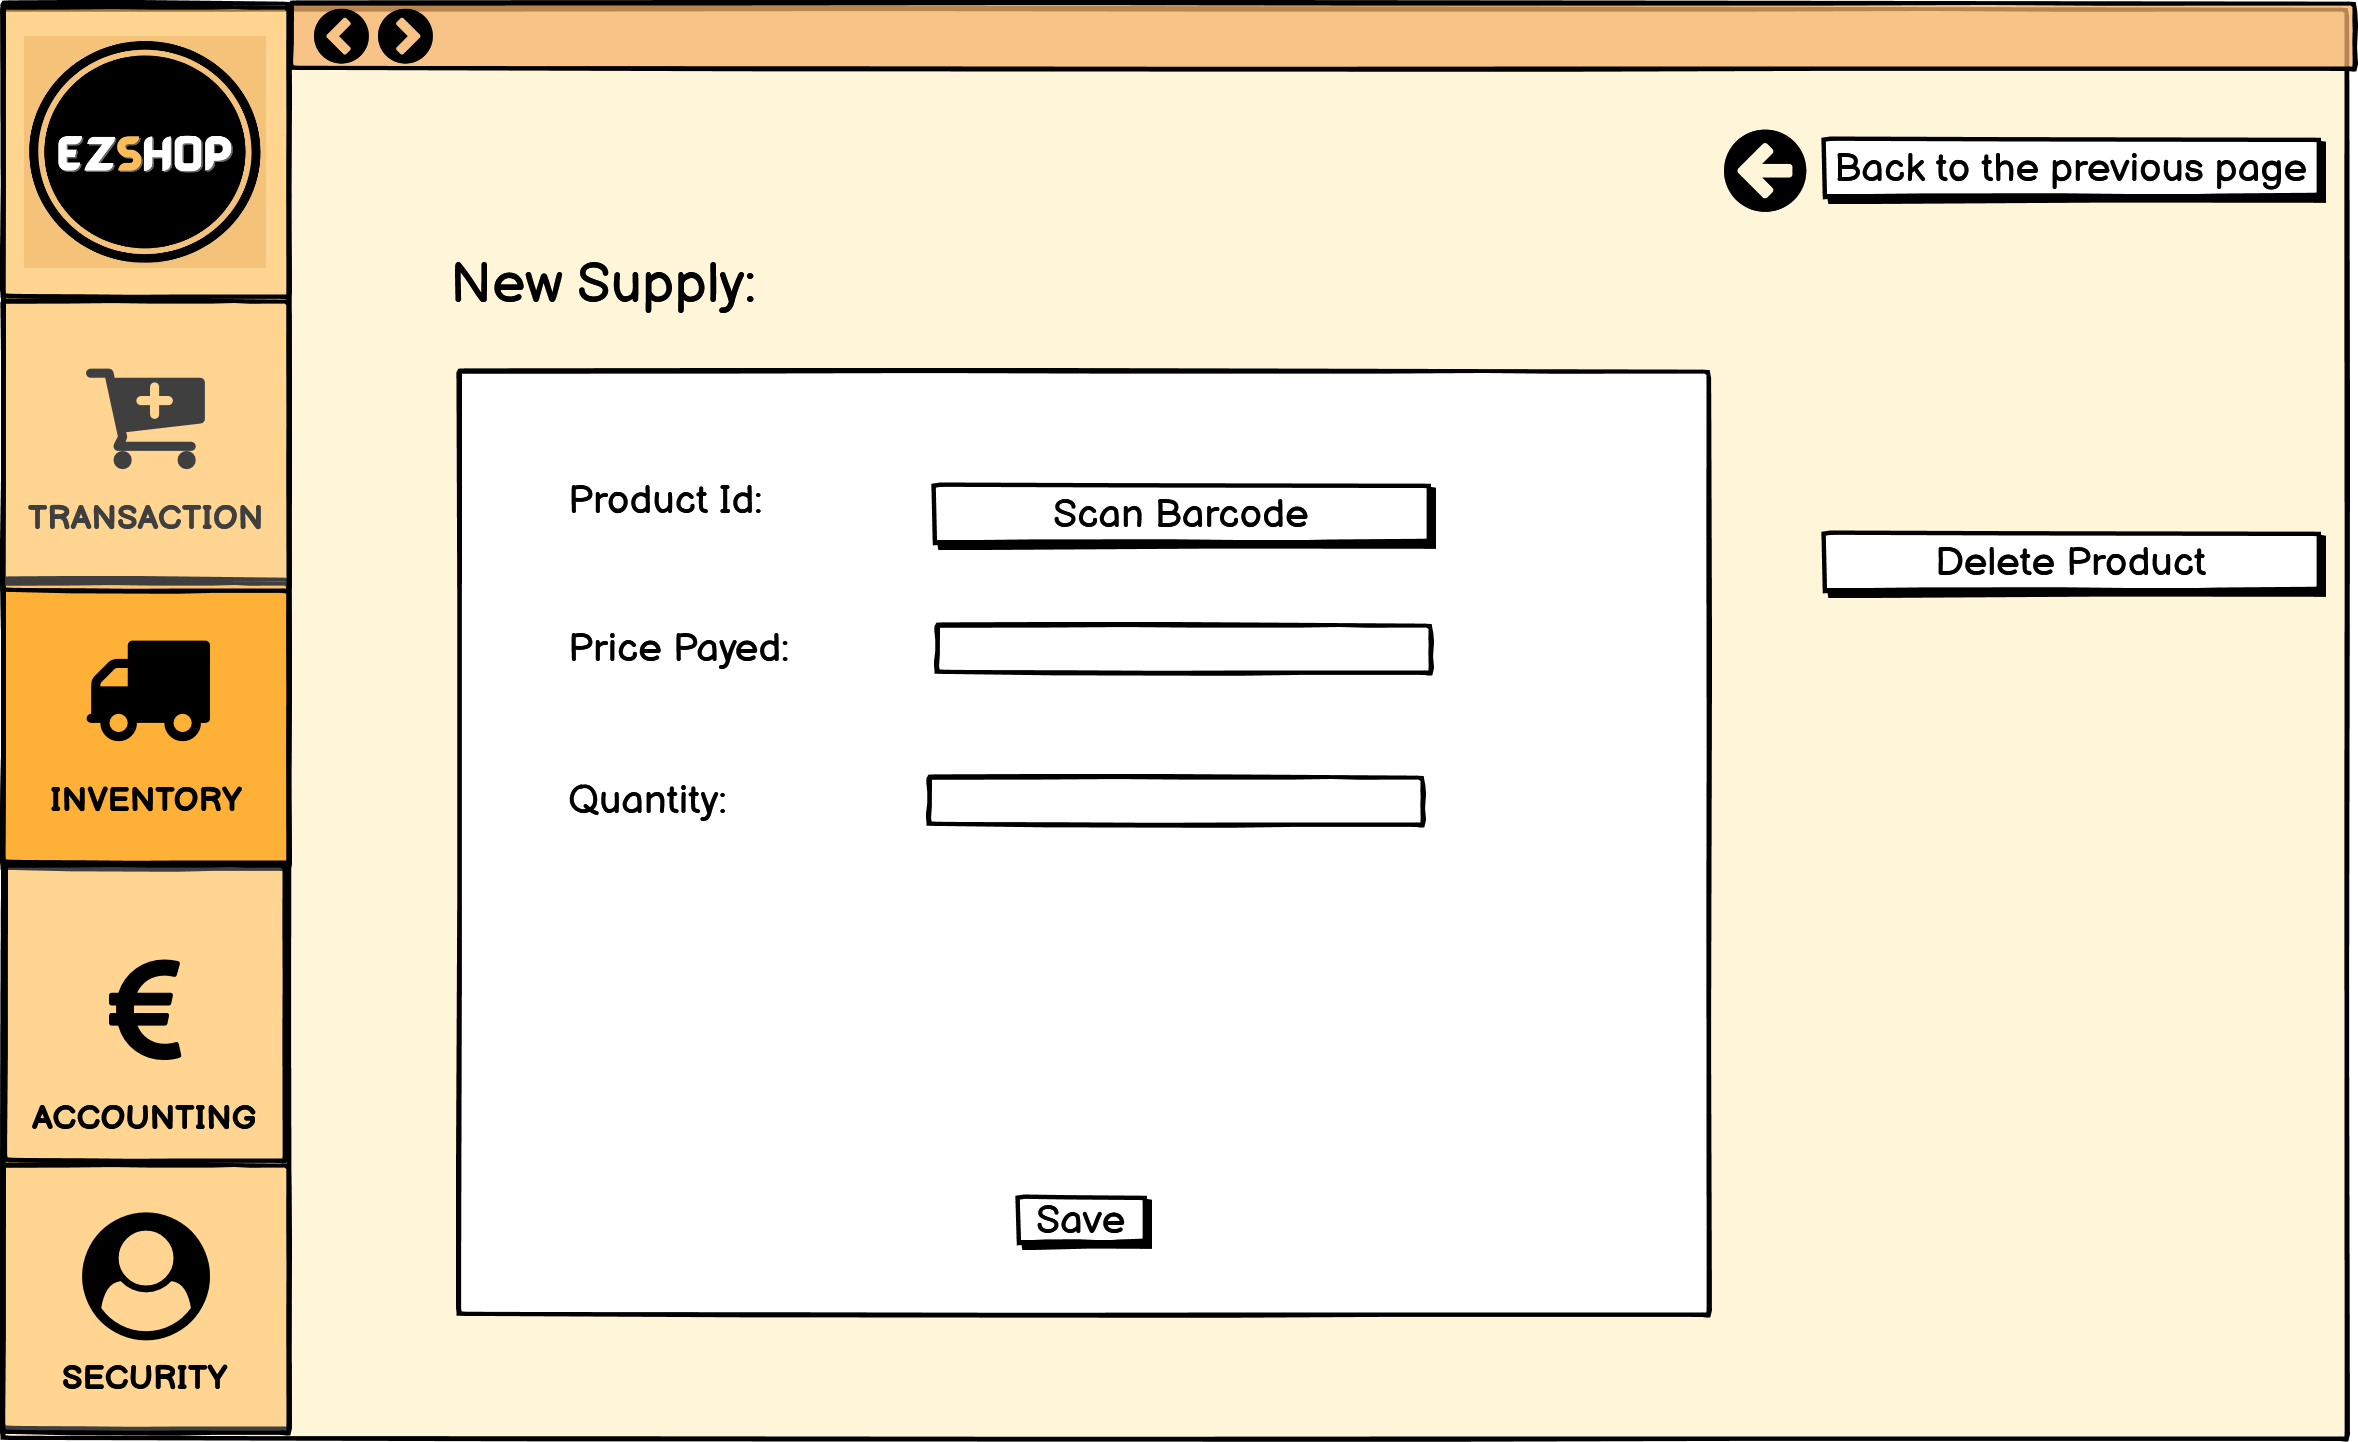 EZSHOP
Back to the previous page
New Supply:
TRANSACTION
Product Id:
Scan Barcode
Delete Product
Price Payed:
INVENTORY
Quantity:
€
ACCOUNTING
Save
SECURITY